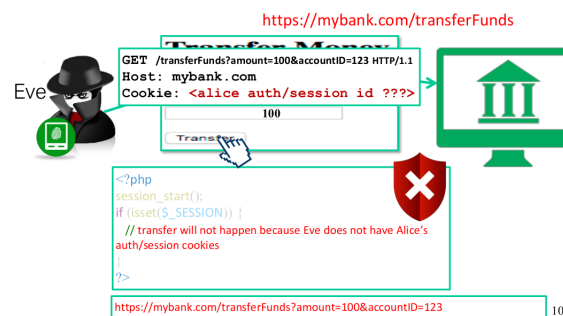 https://mybank.com/transferFunds
Transfer Money
GET /transferFunds?amount=100&accountID=123 HTTP/1.1
Host: mybank.com
Cookie: <alice auth/session id ???>
Eve
100
Transfer
<?php
session_start();
if (isset($_SESSION)) {
// transfer will not happen because Eve does not have Alice's
auth/session cookies
}
?>
https://mybank.com/transferFunds?amount=100&accountID=123
10